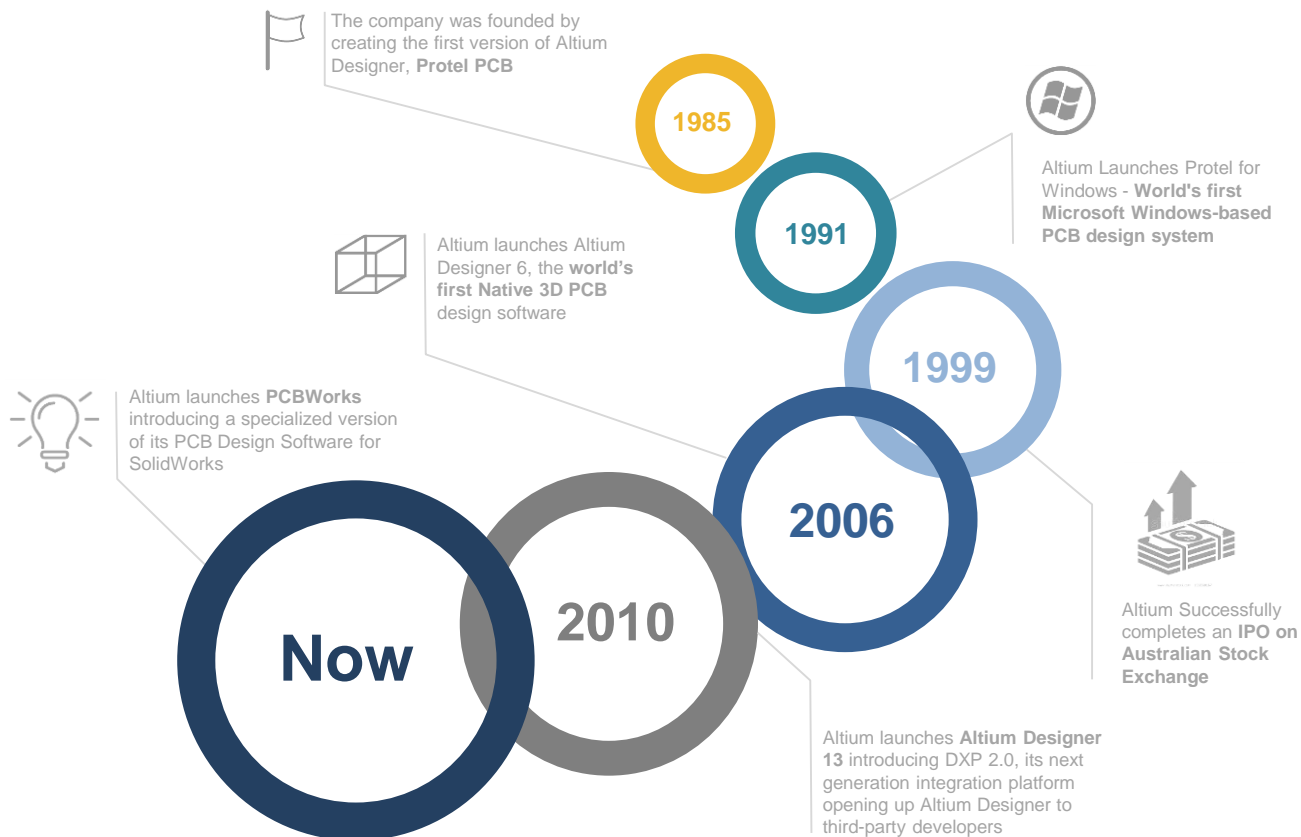 The company was founded by
creating the first version of Altium
Designer, Protel PCB
1985
Altium Launches Protel for
Windows - World's first
Microsoft Windows-based
PCB design system
1991
Altium launches Altium
Designer 6, the world’s
first Native 3D PCB
design software
1999
Altium launches PCBWorks
introducing a specialized version
of its PCB Design Software for
SolidWorks
2006
Altium Successfully
completes an IPO on
Australian Stock
Exchange
2010
Now
Altium launches Altium Designer
13 introducing DXP 2.0, its next
generation integration platform
opening up Altium Designer to
third-party developers